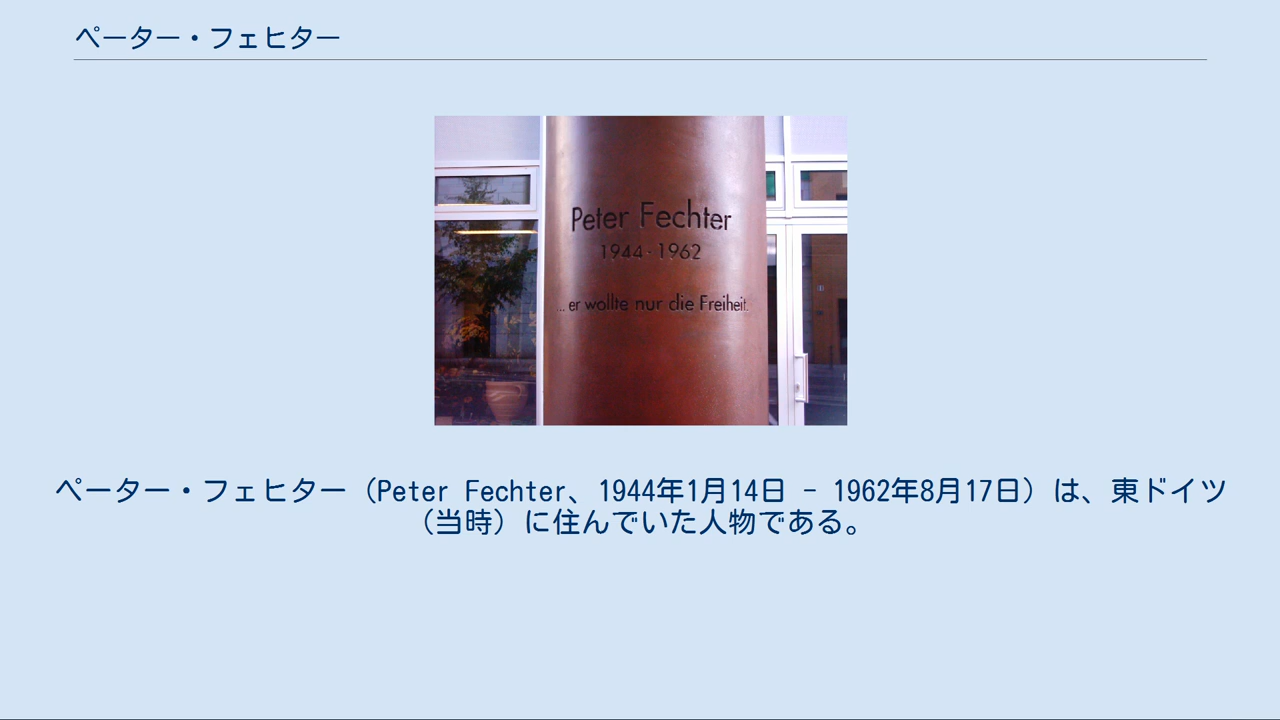 ペーター・フェヒター
Peter Fechter
1944 · 1962
... er wollte nur die Freiheit.
ペーター・フェヒター（Peter Fechter、1944年1月14日 - 1962年8月17日）は、東ドイツ
（当時）に住んでいた人物である。